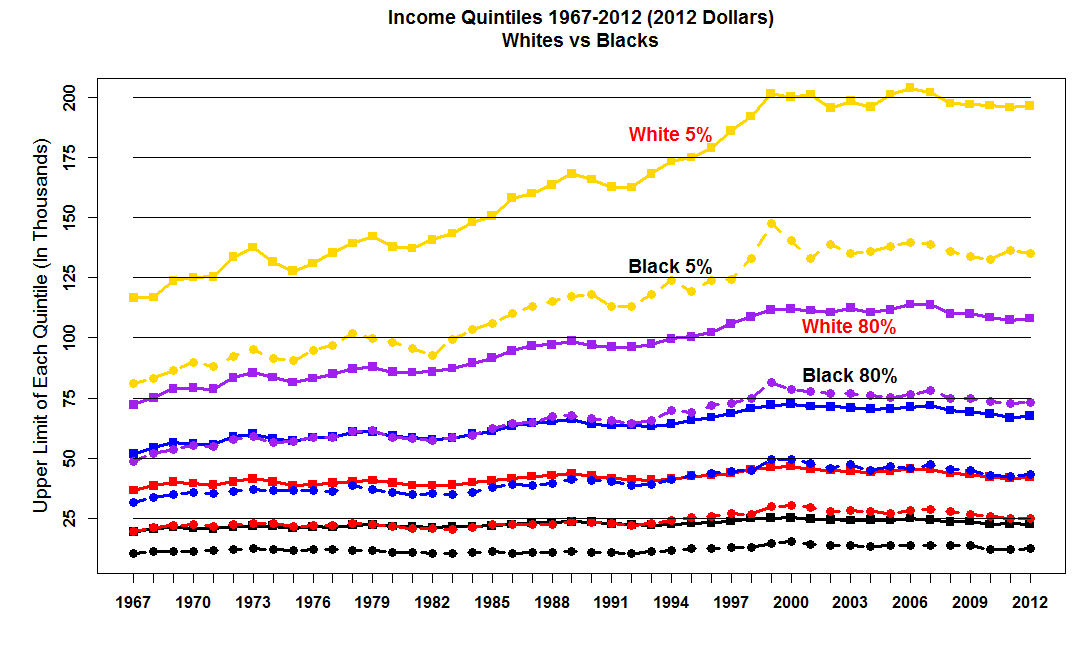 Income Quintiles 1967-2012 (2012 Dollars)
Whites vs Blacks
Upper Limit of Each Quintile (In Thousands)
200
175
150
125
100
75
50
25
White 5%
Black 5%
White 80%
Black 80%
1967 1970 1973 1976 1979 1982 1985 1988 1991 1994 1997 2000 2003 2006 2009 2012